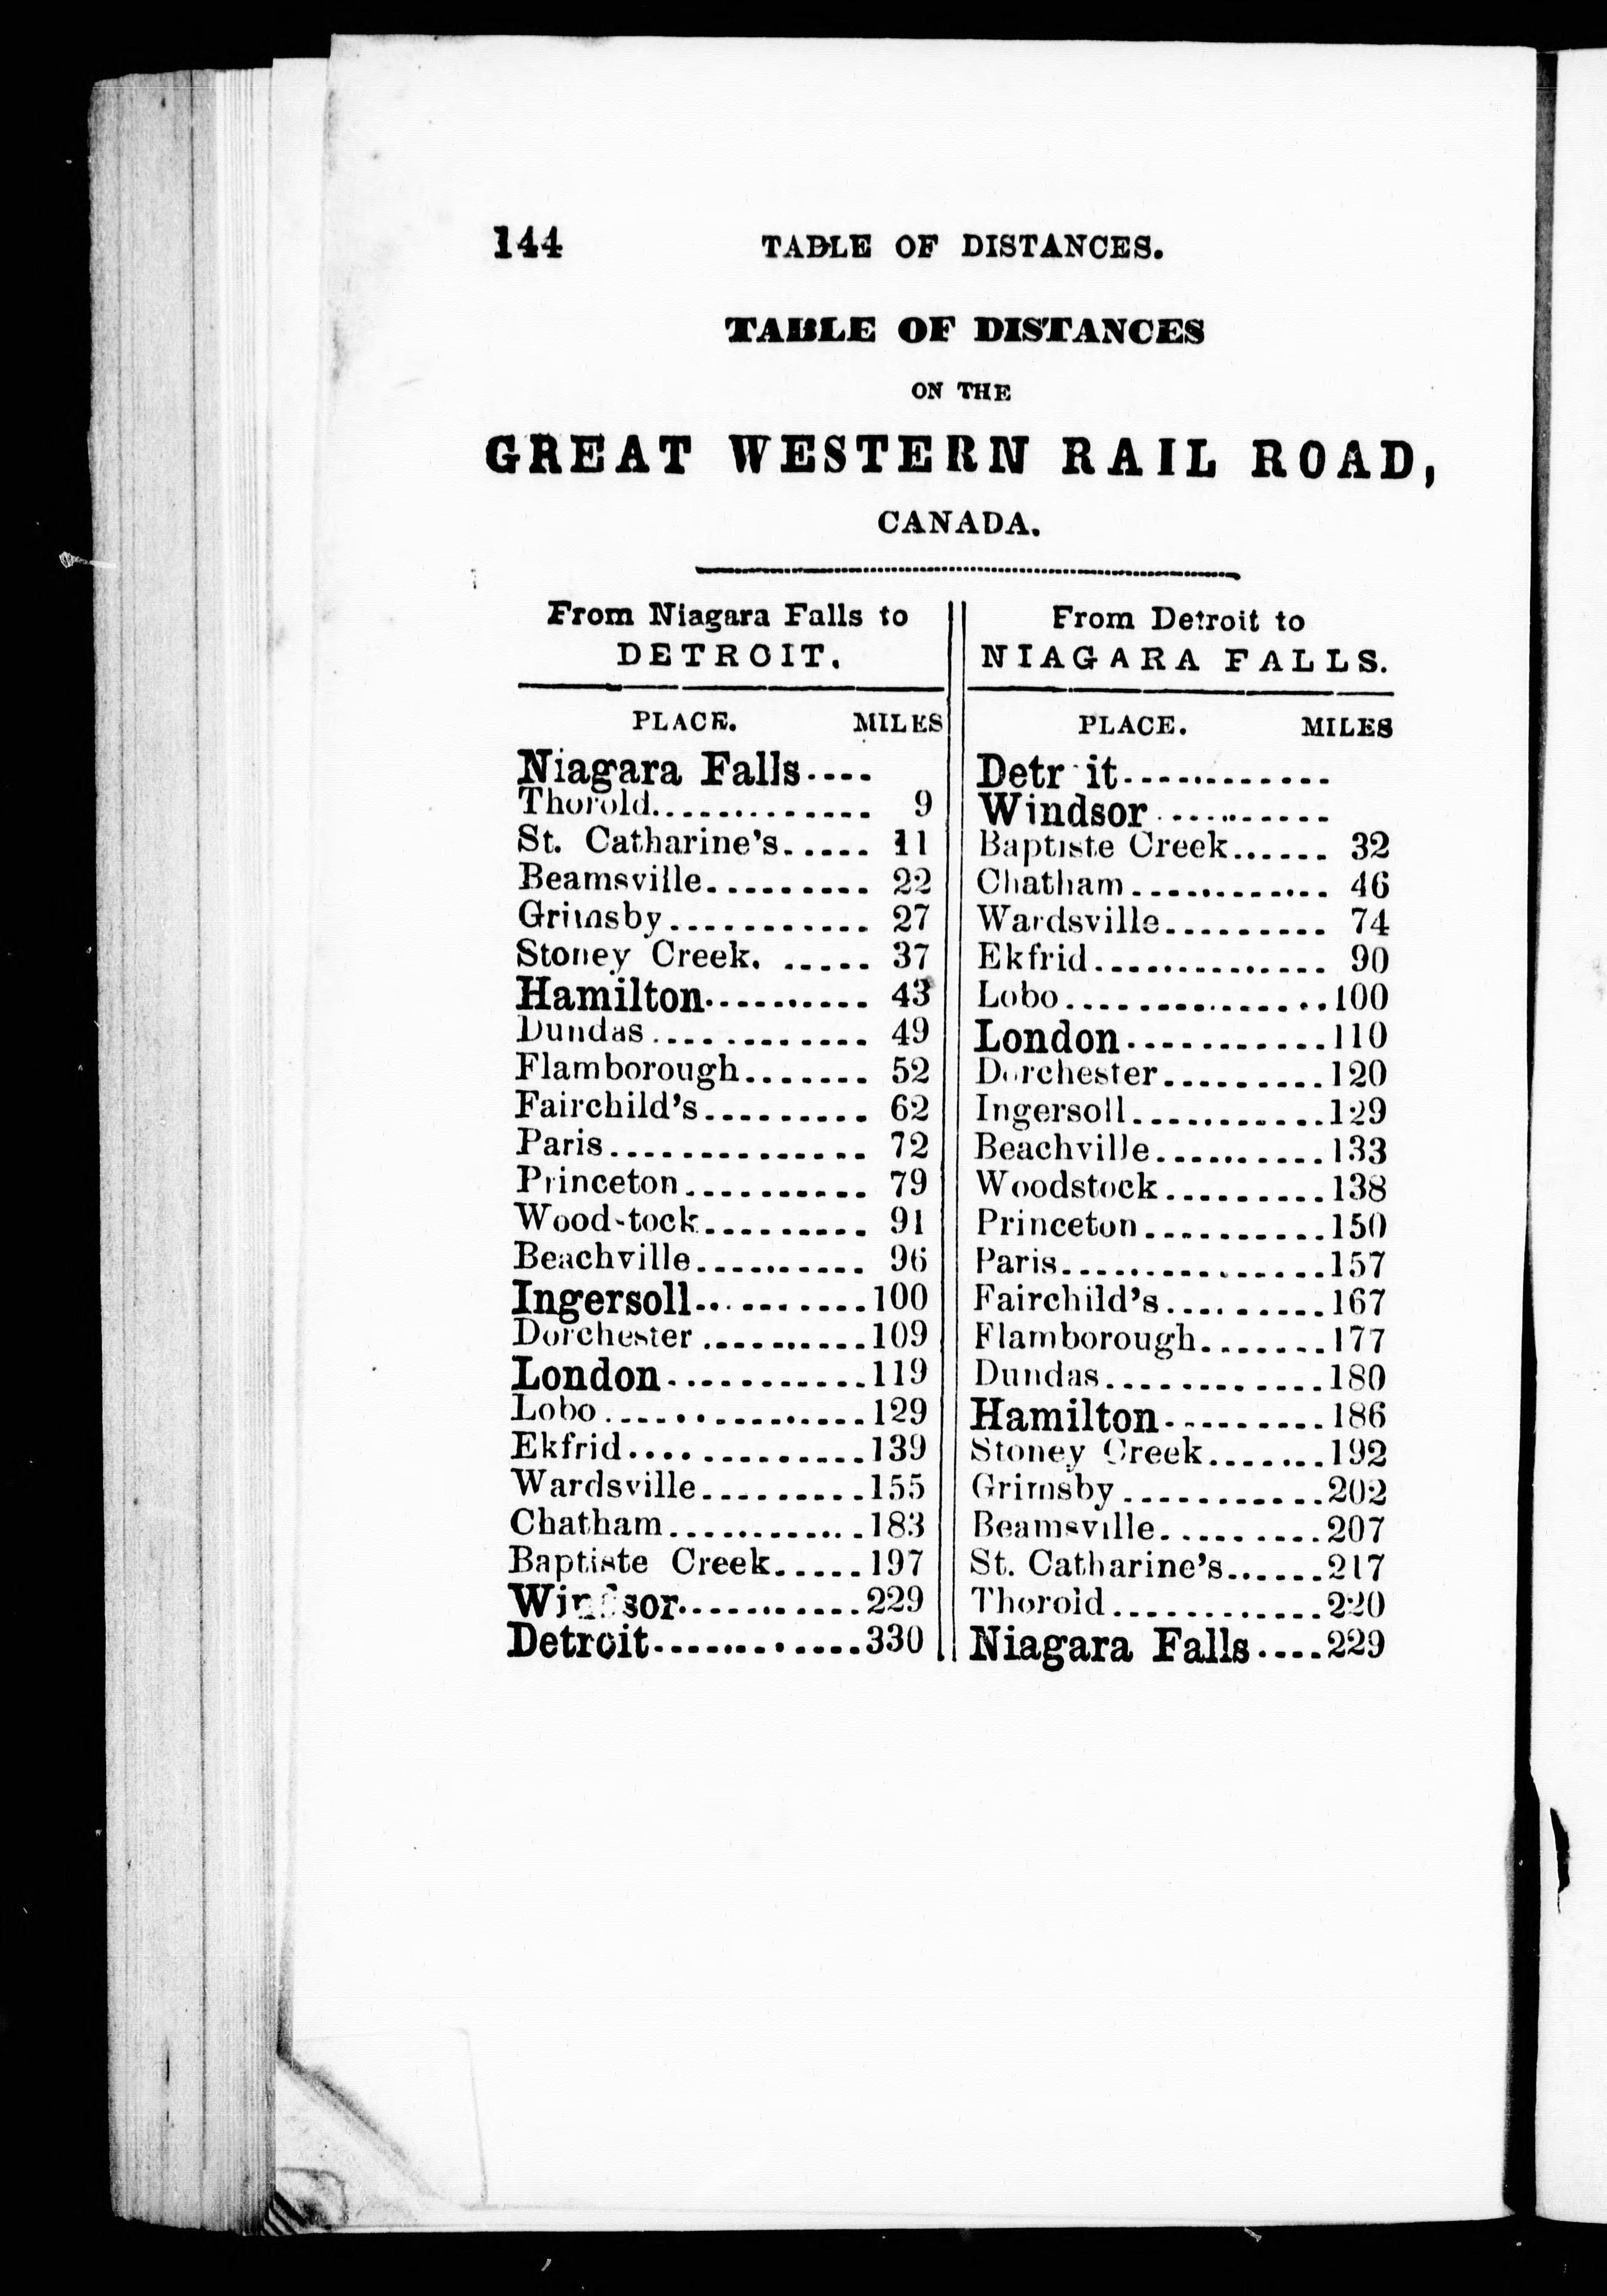 144 TABLE OF DISTANCES.
TABLE OF DISTANCES
ON THE
GREAT WESTERN RAIL ROAD,
CANADA.
From Niagara Falls to
DETROIT.
PLACE. MILES
Niagara Falls....
Thorold.............. 9
St. Catharine's..... 11
Beamsville......... 22
Grimsby........... 27
Stoney Creek. ..... 37
Hamilton.......... 43
Dundas............ 49
Flamborough....... 52
Fairchild's......... 62
Paris.............. 72
Princeton.......... 79
Wood-tock......... 91
Beachville.......... 96
Ingersoll..........100
Dorchester..........109
London...........119
Lobo...............129
Ekfrid.............139
Wardsville.........155
Chatham...........183
Baptiste Creek.....197
Windsor..........229
Detroit............330
From Detroit to
NIAGARA FALLS.
PLACE. MILES
Detr it............
Windsor..........
Baptiste Creek...... 32
Chatham............ 46
Wardsville......... 74
Ekfrid............. 90
Lobo...............100
London...........110
Dorchester.........120
Ingersoll...........129
Beachville..........133
Woodstock.........138
Princeton..........150
Paris...............157
Fairchild's.........167
Flamborough.......177
Dundas............180
Hamilton.........186
Stoney Creek.......192
Grimsby...........202
Beamsville.........207
St. Catharine's......217
Thorold............220
Niagara Falls....229